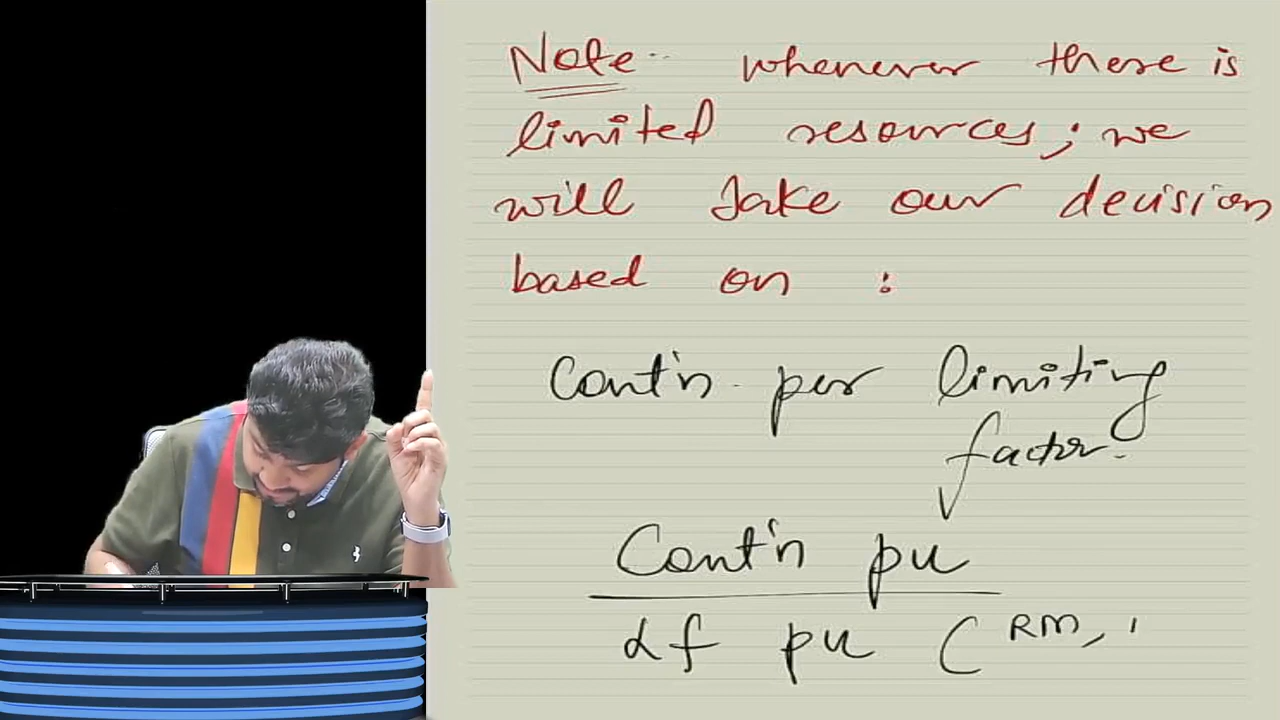 Note:- whenever there is
limited resources; we
will take our decision
based on :
Cont'n. per limiting
factor.
Cont'n pu
Lf pu ( RM,